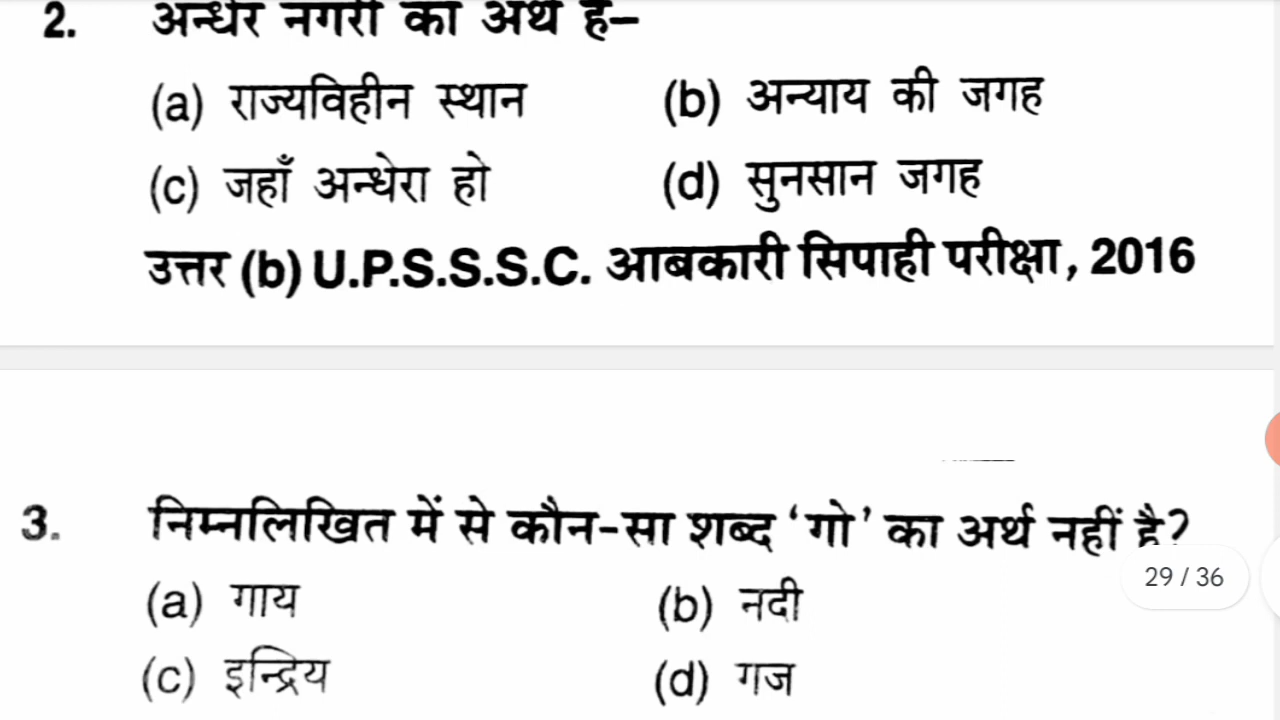 2. अन्धेर नगरी का अर्थ है–
(a) राज्यविहीन स्थान (b) अन्याय की जगह
(c) जहाँ अन्धेरा हो (d) सुनसान जगह
उत्तर (b) U.P.S.S.S.C. आबकारी सिपाही परीक्षा, 2016
3. निम्नलिखित में से कौन-सा शब्द ‘गो’ का अर्थ नहीं है?
29 / 36
(a) गाय (b) नदी
(c) इन्द्रिय (d) गज